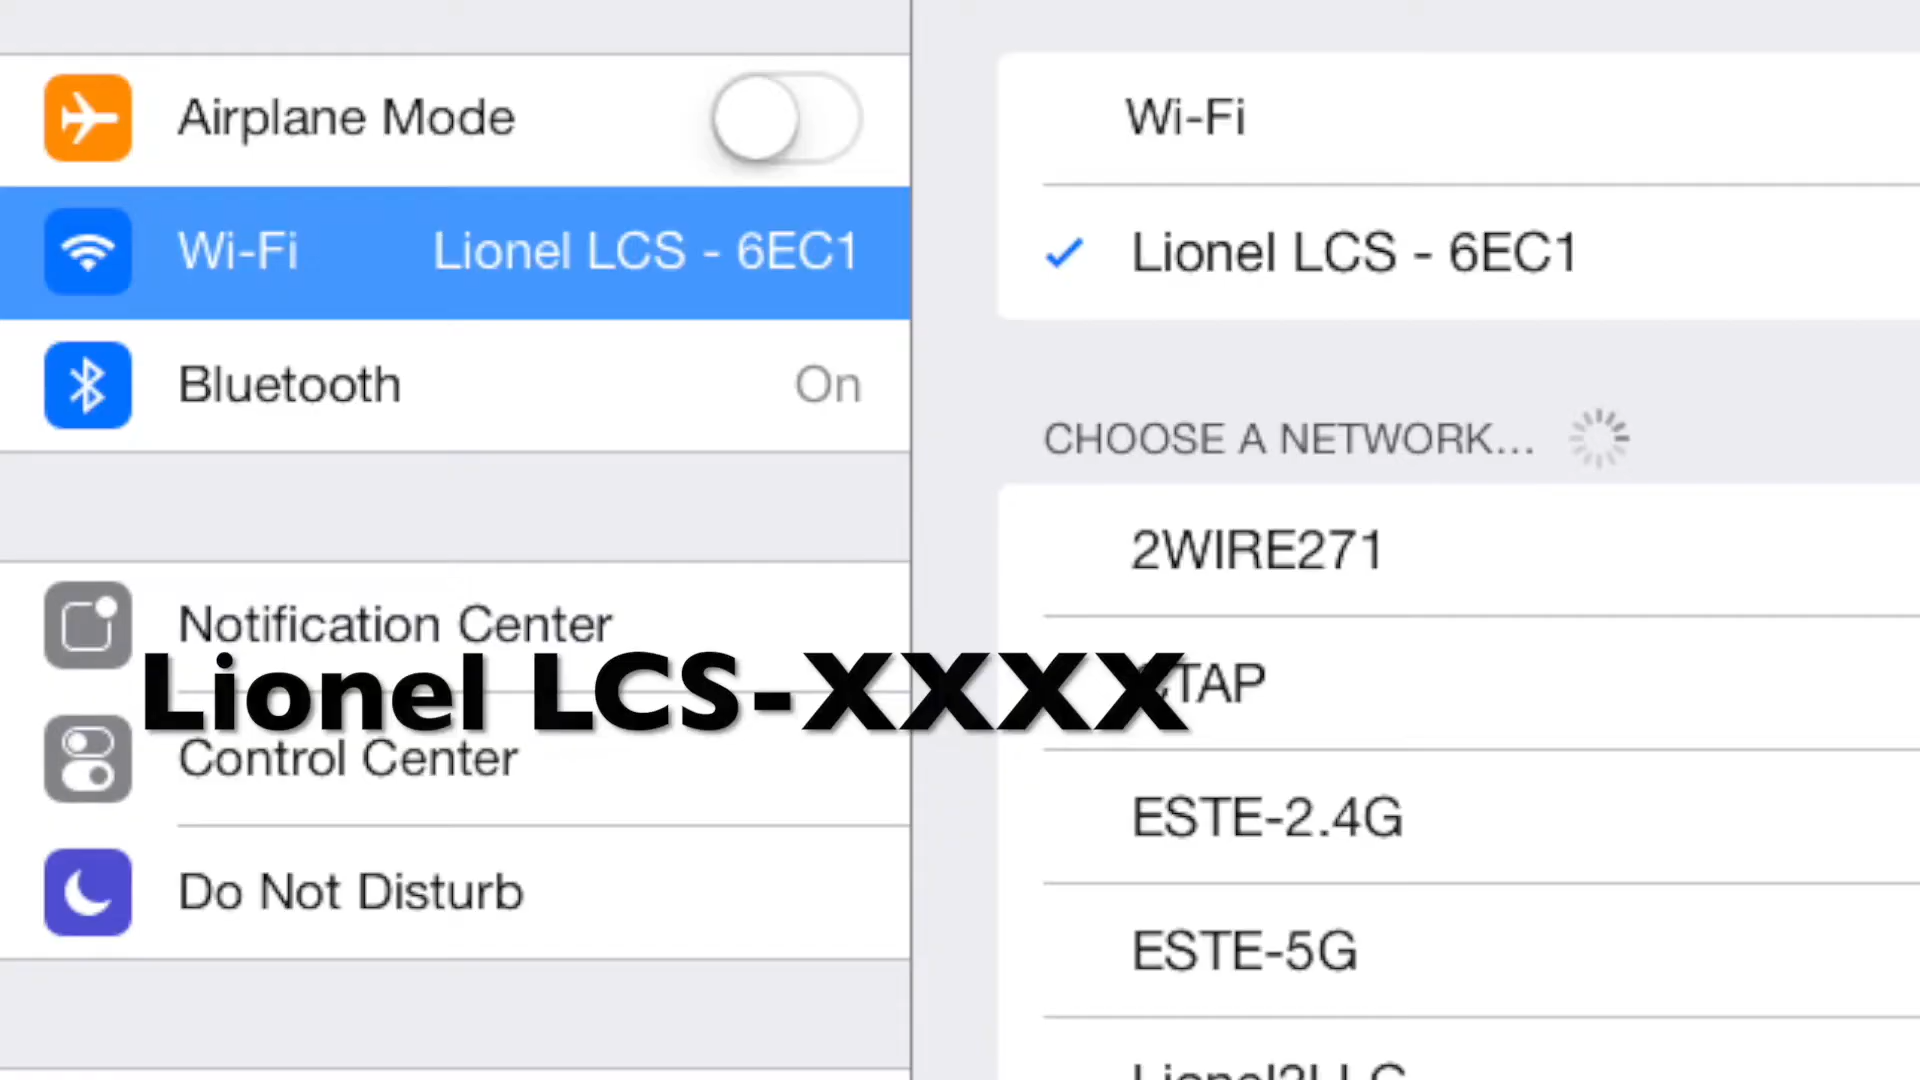 Airplane Mode
Wi-Fi Lionel LCS - 6EC1
Bluetooth On
Notification Center
Control Center
Do Not Disturb
Wi-Fi
Lionel LCS - 6EC1
CHOOSE A NETWORK...
2WIRE271
ESTE-2.4G
ESTE-5G
Lionel LCS-XXXX